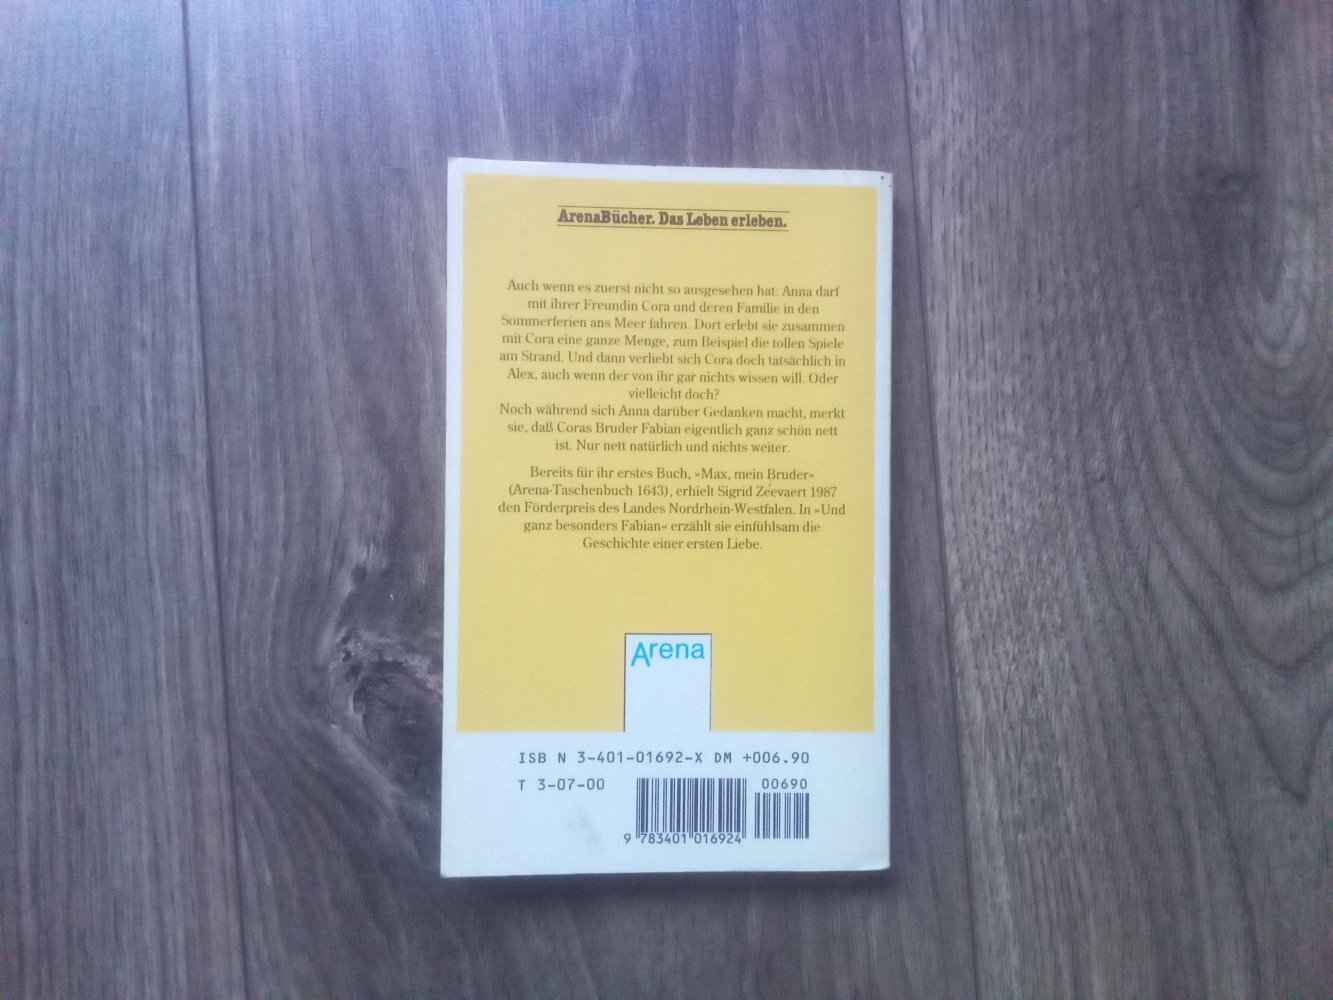 ArenaBücher. Das Leben erleben.
Auch wenn es zuerst nicht so ausgesehen hat: Anna darf
mit ihrer Freundin Cora und deren Familie in den
Sommerferien ans Meer fahren. Dort erlebt sie zusammen
mit Cora eine ganze Menge, zum Beispiel die tollen Spiele
am Strand. Und dann verliebt sich Cora doch tatsächlich in
Alex, auch wenn der von ihr gar nichts wissen will. Oder
vielleicht doch?
Noch während sich Anna darüber Gedanken macht, merkt
sie, daß Coras Bruder Fabian eigentlich ganz schön nett
ist. Nur nett natürlich und nichts weiter.
Bereits für ihr erstes Buch, »Max, mein Bruder«
(Arena-Taschenbuch 1643), erhielt Sigrid Zeevaert 1987
den Förderpreis des Landes Nordrhein-Westfalen. In »Und
ganz besonders Fabian« erzählt sie einfühlsam die
Geschichte einer ersten Liebe.
Arena
ISB N 3-401-01692-X DM +006.90
T 3-07-00
00690
9 783401 016924